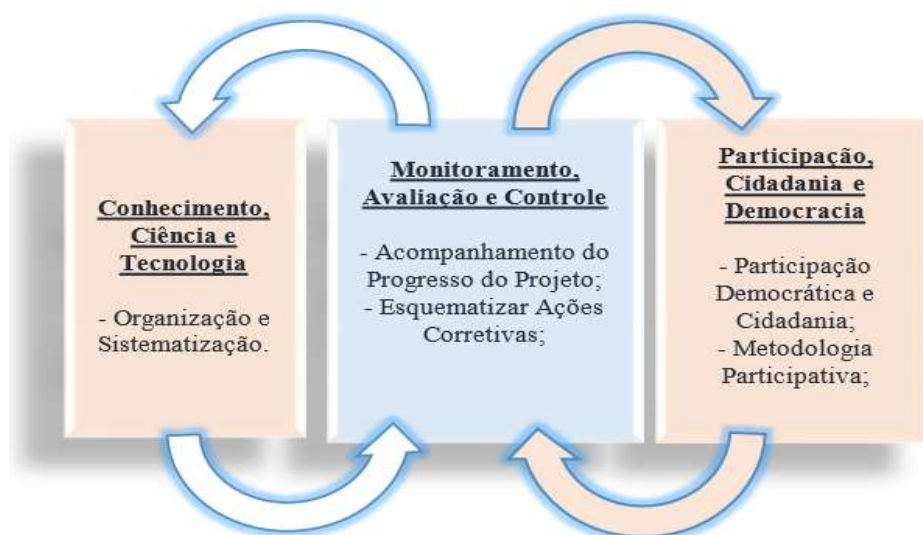 Conhecimento,
Ciência e
Tecnologia
- Organização e
Sistematização.
Monitoramento,
Avaliação e Controle
- Acompanhamento do
Progresso do Projeto;
- Esquematizar Ações
Corretivas;
Participação,
Cidadania e
Democracia
- Participação
Democrática e
Cidadania;
- Metodologia
Participativa;